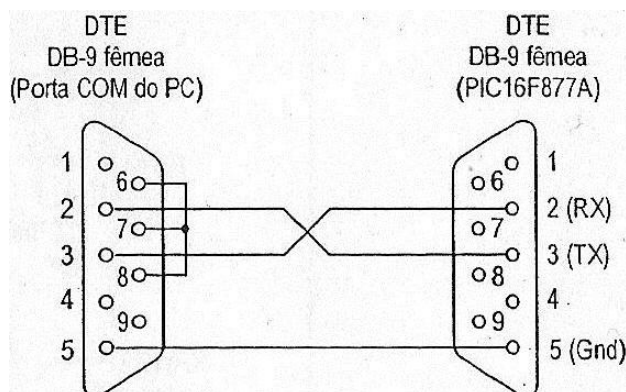 DTE
DB-9 fêmea
(Porta COM do PC)
DTE
DB-9 fêmea
(PIC16F877A)
1
6
2
7
3
8
4
9
5
1
6
2 (RX)
7
3 (TX)
8
4
9
5 (Gnd)